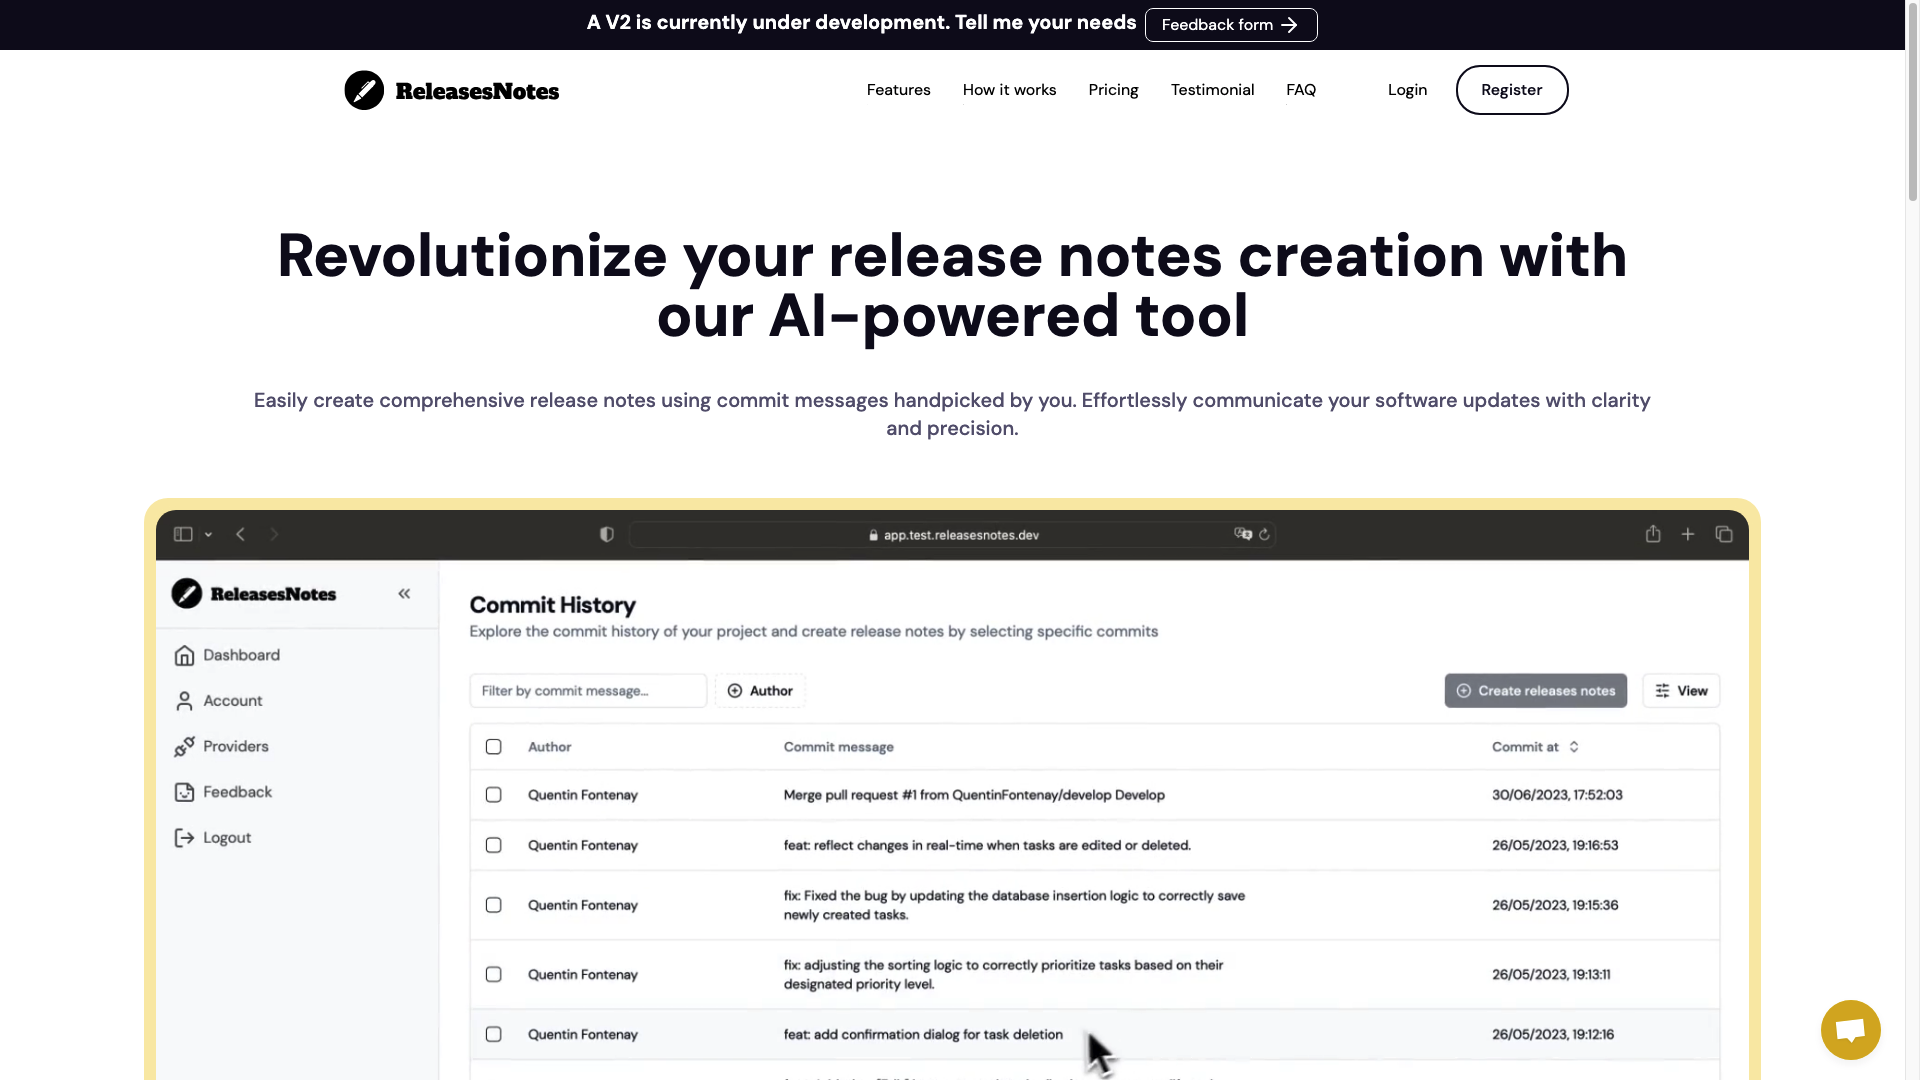 A V2 is currently under development. Tell me your needs
Feedback form →
ReleasesNotes
Features
How it works
Pricing
Testimonial
FAQ
Login
Register
Revolutionize your release notes creation with
our AI-powered tool
Easily create comprehensive release notes using commit messages handpicked by you. Effortlessly communicate your software updates with clarity
and precision.
app.test.releasesnotes.dev
ReleasesNotes
Dashboard
Account
Providers
Feedback
Logout
Commit History
Explore the commit history of your project and create release notes by selecting specific commits
Filter by commit message...
Author
Create releases notes
View
Author
Commit message
Commit at
Quentin Fontenay
Merge pull request #1 from QuentinFontenay/develop Develop
30/06/2023, 17:52:03
Quentin Fontenay
feat: reflect changes in real-time when tasks are edited or deleted.
26/05/2023, 19:16:53
Quentin Fontenay
fix: Fixed the bug by updating the database insertion logic to correctly save
newly created tasks.
26/05/2023, 19:15:36
Quentin Fontenay
fix: adjusting the sorting logic to correctly prioritize tasks based on their
designated priority level.
26/05/2023, 19:13:11
Quentin Fontenay
feat: add confirmation dialog for task deletion
26/05/2023, 19:12:16